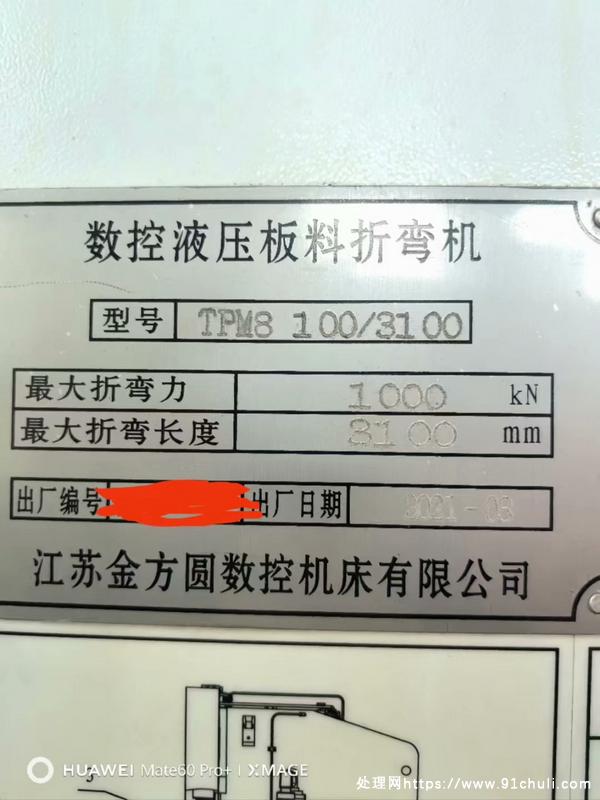 数控液压板料折弯机
型号 TPM8 100/3100
最大折弯力 1000 kN
最大折弯长度 3100 mm
出厂编号 出厂日期 2021-03
江苏金方圆数控机床有限公司
3
HUAWEI Mate60 Pro+ | XMAGE
处理网https://www.91chuli.com